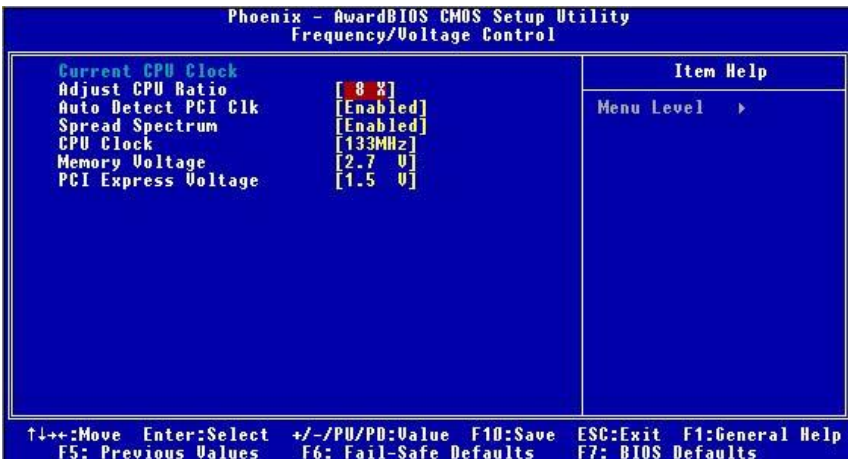 Phoenix - AwardBIOS CMOS Setup Utility
Frequency/Voltage Control
Current CPU Clock
Adjust CPU Ratio [ 8 X]
Auto Detect PCI Clk [Enabled]
Spread Spectrum [Enabled]
CPU Clock [133MHz]
Memory Voltage [2.7 V]
PCI Express Voltage [1.5 V]
Item Help
Menu Level ▸
↑↓→←:Move Enter:Select +/-/PU/PD:Value F10:Save ESC:Exit F1:General Help
F5: Previous Values F6: Fail-Safe Defaults F7: BIOS Defaults